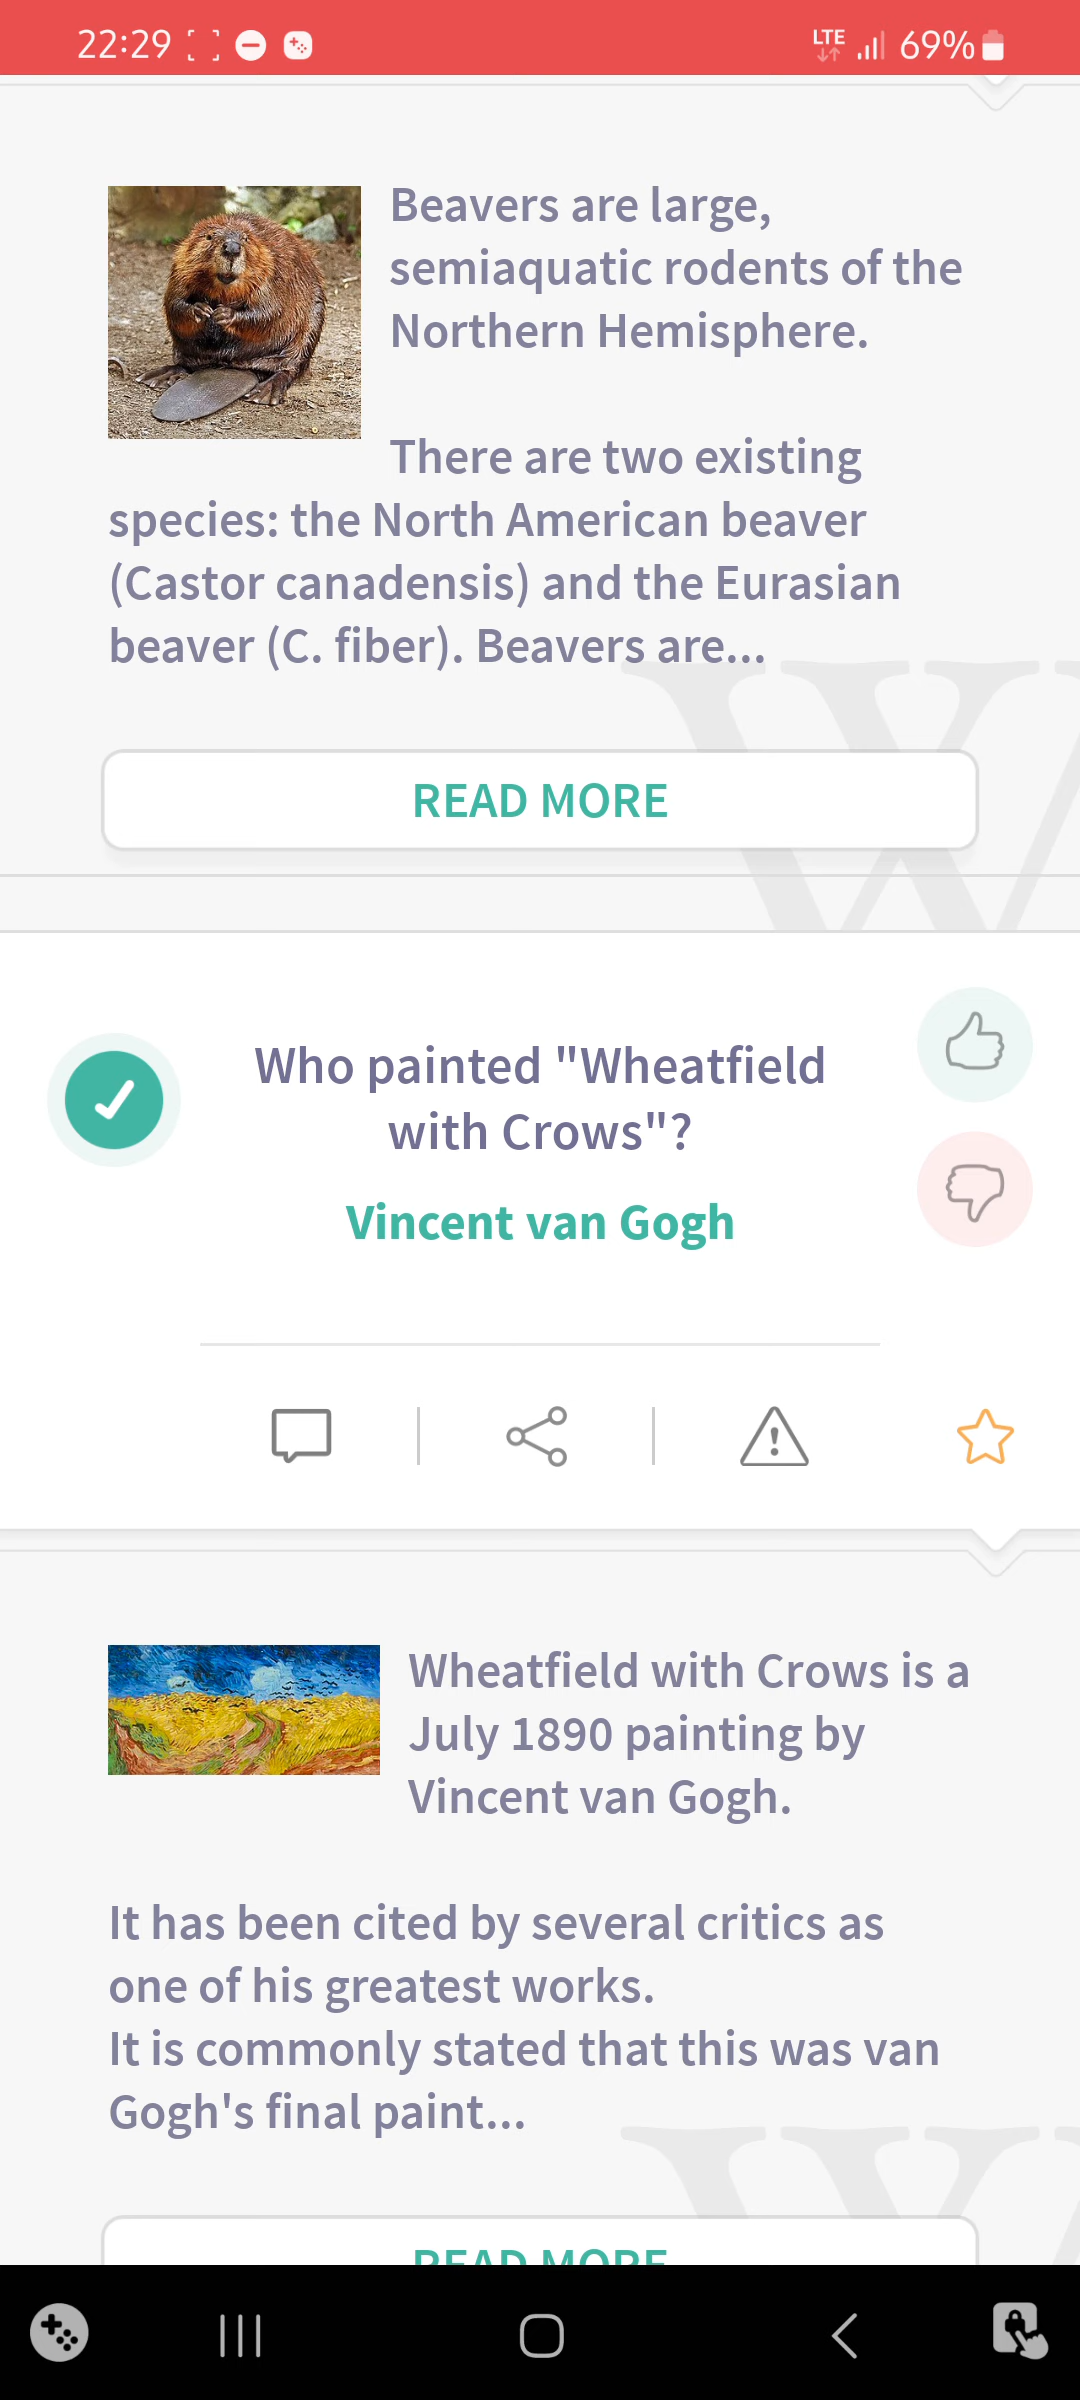 22:29
LTE 69%
Beavers are large,
semiaquatic rodents of the
Northern Hemisphere.
There are two existing
species: the North American beaver
(Castor canadensis) and the Eurasian
beaver (C. fiber). Beavers are...
READ MORE
Who painted "Wheatfield
with Crows"?
Vincent van Gogh
Wheatfield with Crows is a
July 1890 painting by
Vincent van Gogh.
It has been cited by several critics as
one of his greatest works.
It is commonly stated that this was van
Gogh's final paint...
READ MORE